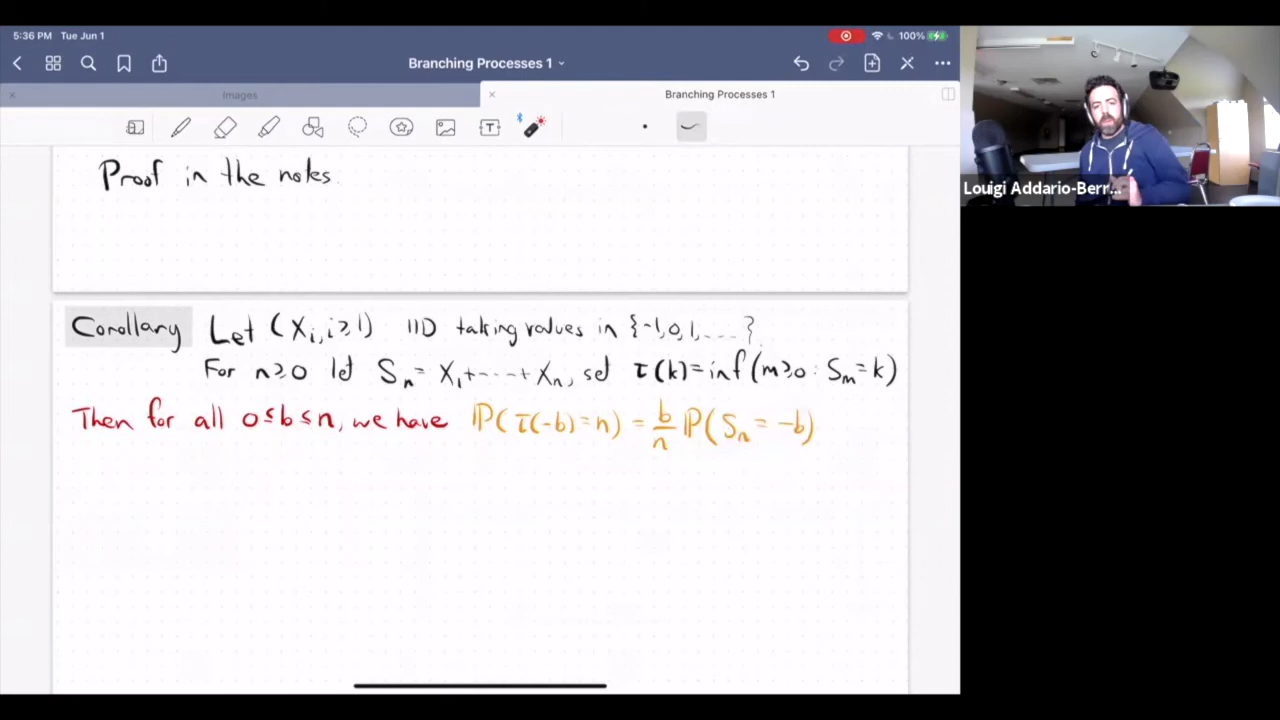 5:36 PM Tue Jun 1
100%
Branching Processes 1
Images
Branching Processes 1
T
Proof in the notes.
Louigi Addario-Berr...
Corollary Let (Xᵢ, i≥1) IID taking values in {-1,0,1,.....}
For n≥0 let Sₙ = X₁+-----+Xₙ, set τ(k)=inf(m≥0 : Sₘ=k)
Then for all 0≤b≤n, we have ℙ(τ(-b)=n) = b/n ℙ(Sₙ = -b)